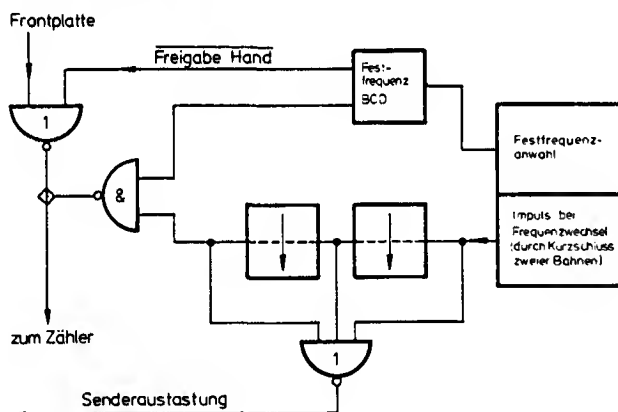 Frontplatte
Freigabe Hand
Fest-
frequenz
BCD
1
Festfrequenz-
anwahl
&
Impuls bei
Frequenzwechsel
(durch Kurzschluss
zweier Bahnen)
zum Zähler
1
Senderaustastung